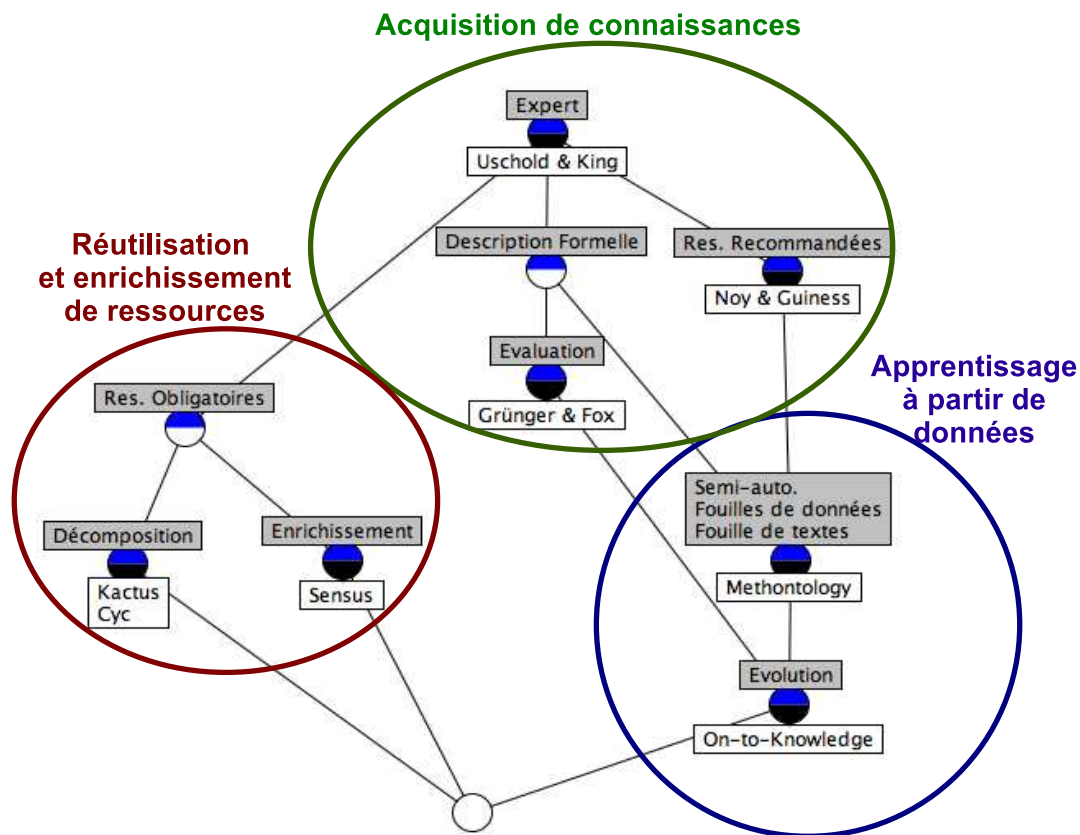 Acquisition de connaissances
Expert
Uschold & King
Description Formelle
Res. Recommandées
Noy & Guiness
Evaluation
Grünger & Fox
Réutilisation
et enrichissement
de ressources
Res. Obligatoires
Décomposition
Kactus
Cyc
Enrichissement
Sensus
Apprentissage
à partir de
données
Semi-auto.
Fouilles de données
Fouille de textes
Methontology
Evolution
On-to-Knowledge